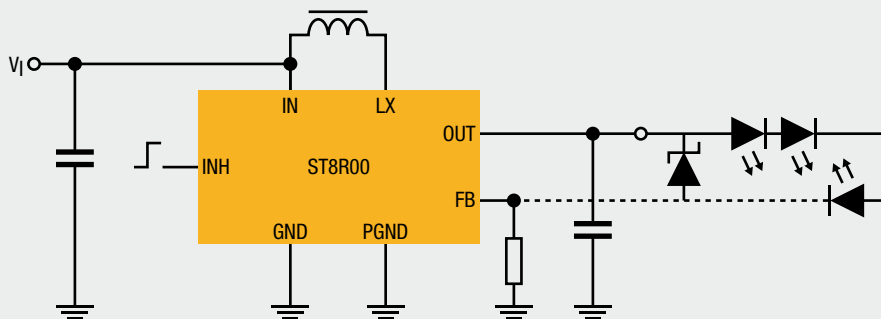 VI
IN LX
OUT
INH ST8R00
FB
GND PGND